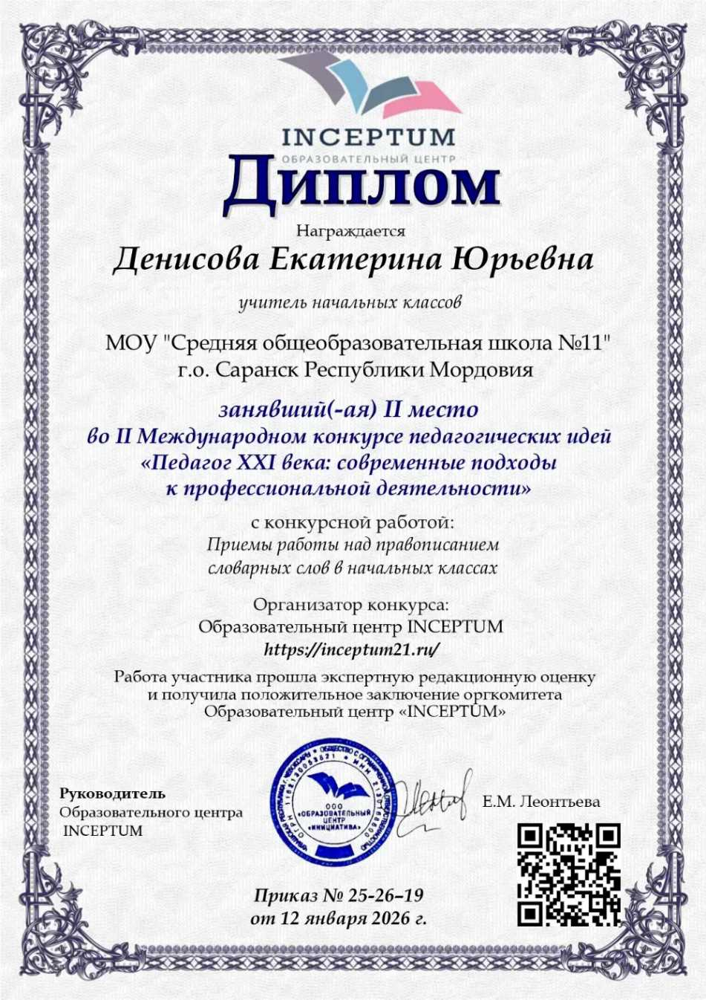 INCEPTUM
ОБРАЗОВАТЕЛЬНЫЙ ЦЕНТР
Диплом
Награждается
Денисова Екатерина Юрьевна
учитель начальных классов
МОУ "Средняя общеобразовательная школа №11"
г.о. Саранск Республики Мордовия
занявший(-ая) II место
во II Международном конкурсе педагогических идей
«Педагог XXI века: современные подходы
к профессиональной деятельности»
с конкурсной работой:
Приемы работы над правописанием
словарных слов в начальных классах
Организатор конкурса:
Образовательный центр INCEPTUM
https://inceptum21.ru/
Работа участника прошла экспертную редакционную оценку
и получила положительное заключение оргкомитета
Образовательный центр «INCEPTUM»
Руководитель
Образовательного центра
INCEPTUM
ООО
«ОБРАЗОВАТЕЛЬНЫЙ
ЦЕНТР
«ИНИЦИАТИВА»
Е.М. Леонтьева
Приказ № 25-26–19
от 12 января 2026 г.